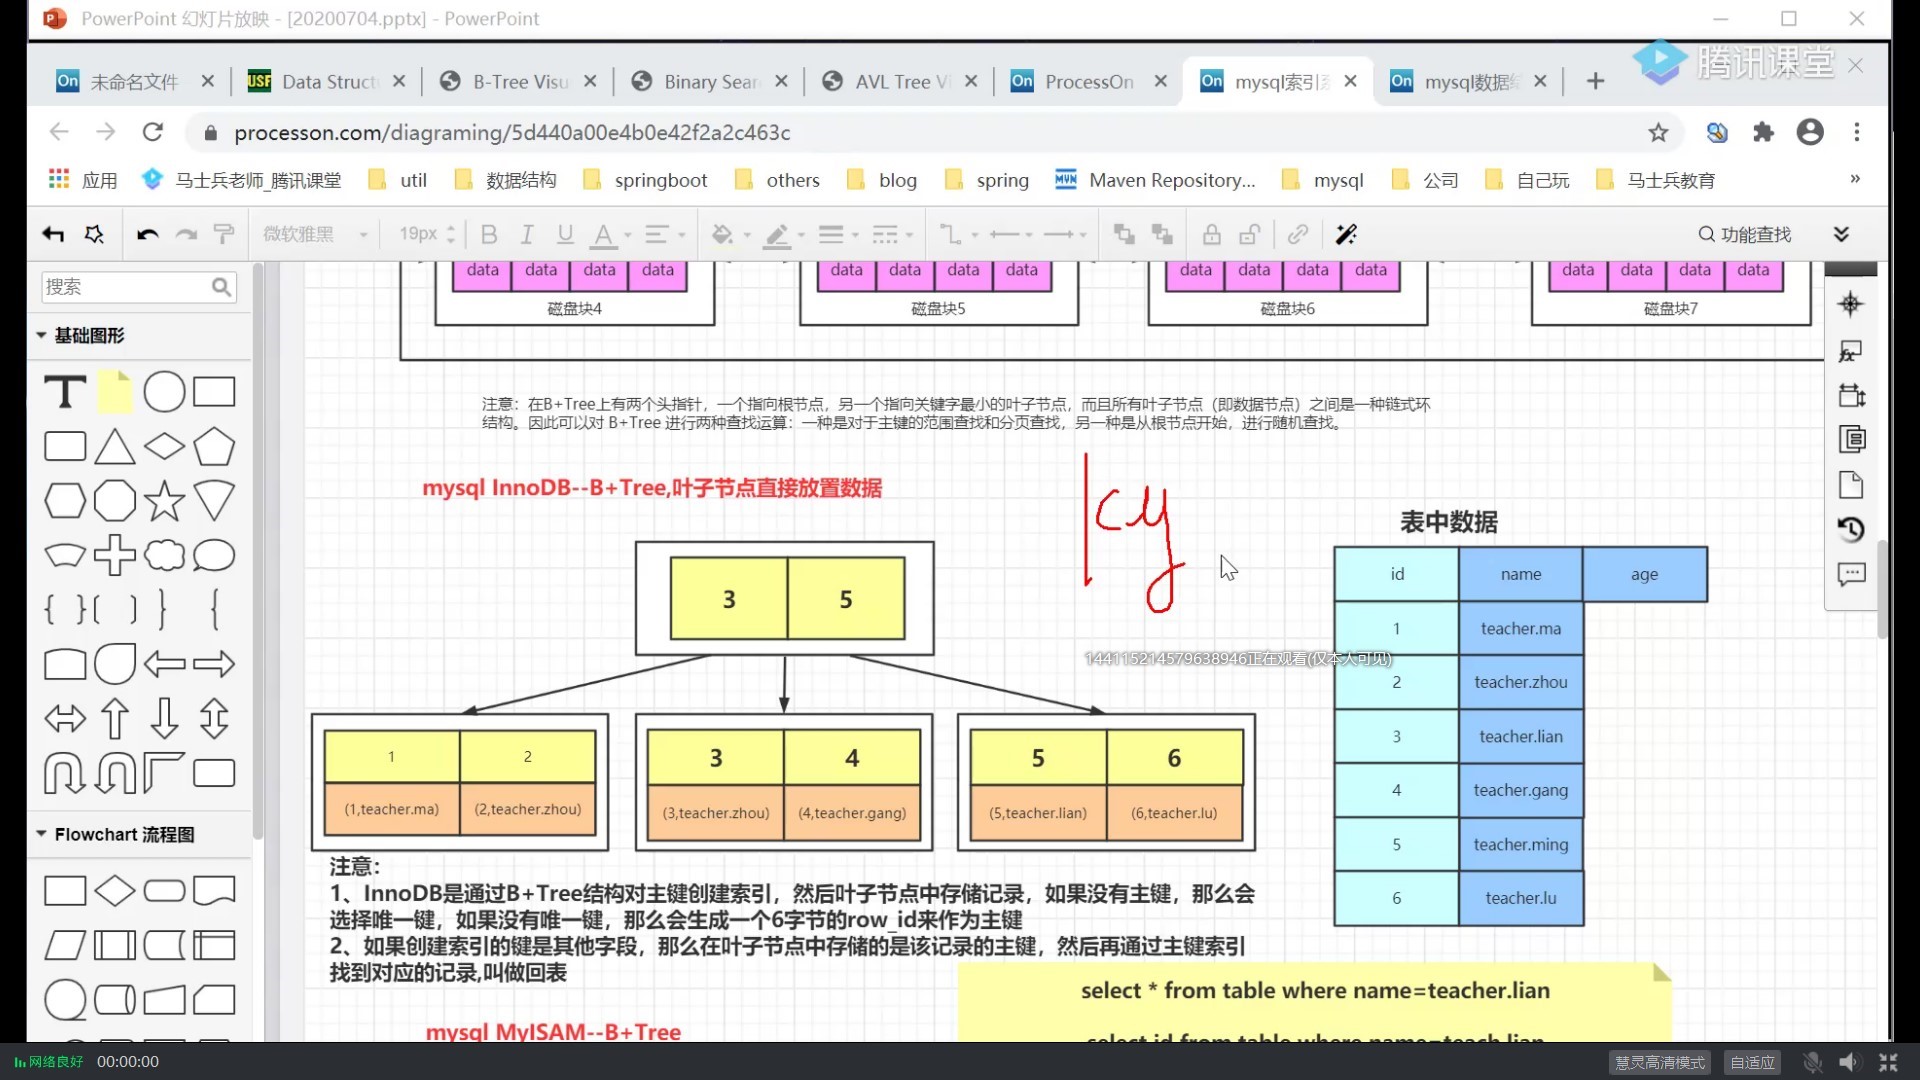 PowerPoint 幻灯片放映 - [20200704.pptx] - PowerPoint
未命名文件
Data Struct
B-Tree Visu
Binary Sear
AVL Tree Vi
ProcessOn
mysql索引系
mysql数据结
腾讯课堂
processon.com/diagraming/5d440a00e4b0e42f2a2c463c
应用
马士兵老师_腾讯课堂
util
数据结构
springboot
others
blog
spring
Maven Repository...
mysql
公司
自己玩
马士兵教育
»
微软雅黑
19px
B I U A
功能查找
搜索
基础图形
Flowchart 流程图
data data data data
磁盘块4
data data data data
磁盘块5
data data data data
磁盘块6
data data data data
磁盘块7
注意：在B+Tree上有两个头指针，一个指向根节点，另一个指向关键字最小的叶子节点，而且所有叶子节点（即数据节点）之间是一种链式环
结构。因此可以对 B+Tree 进行两种查找运算：一种是对于主键的范围查找和分页查找，另一种是从根节点开始，进行随机查找。
mysql InnoDB--B+Tree,叶子节点直接放置数据
3 5
1 2
(1,teacher.ma) (2,teacher.zhou)
3 4
(3,teacher.zhou) (4,teacher.gang)
5 6
(5,teacher.lian) (6,teacher.lu)
表中数据
id name age
1 teacher.ma
144115214579638946正在观看(仅本人可见)
2 teacher.zhou
3 teacher.lian
4 teacher.gang
5 teacher.ming
6 teacher.lu
注意：
1、InnoDB是通过B+Tree结构对主键创建索引，然后叶子节点中存储记录，如果没有主键，那么会
选择唯一键，如果没有唯一键，那么会生成一个6字节的row_id来作为主键
2、如果创建索引的键是其他字段，那么在叶子节点中存储的是该记录的主键，然后再通过主键索引
找到对应的记录,叫做回表
select * from table where name=teacher.lian
select id from table where name=teach.lian
mysql MyISAM--B+Tree
网络良好 00:00:00
慧灵高清模式
自适应